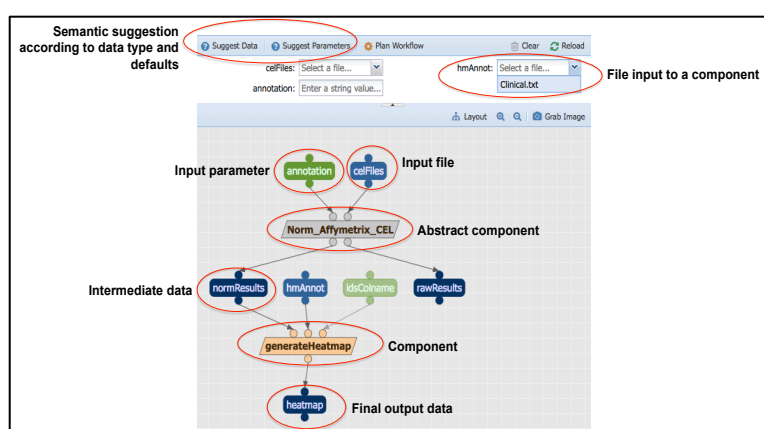 Semantic suggestion
according to data type and
defaults
Suggest Data
Suggest Parameters
Plan Workflow
Clear
Reload
celFiles: Select a file...
hmAnnot: Select a file...
annotation: Enter a string value...
Clinical.txt
File input to a component
Layout
Grab Image
Input parameter
annotation
celFiles
Input file
Norm_Affymetrix_CEL
Abstract component
Intermediate data
normResults
hmAnnot
idsColname
rawResults
generateHeatmap
Component
heatmap
Final output data